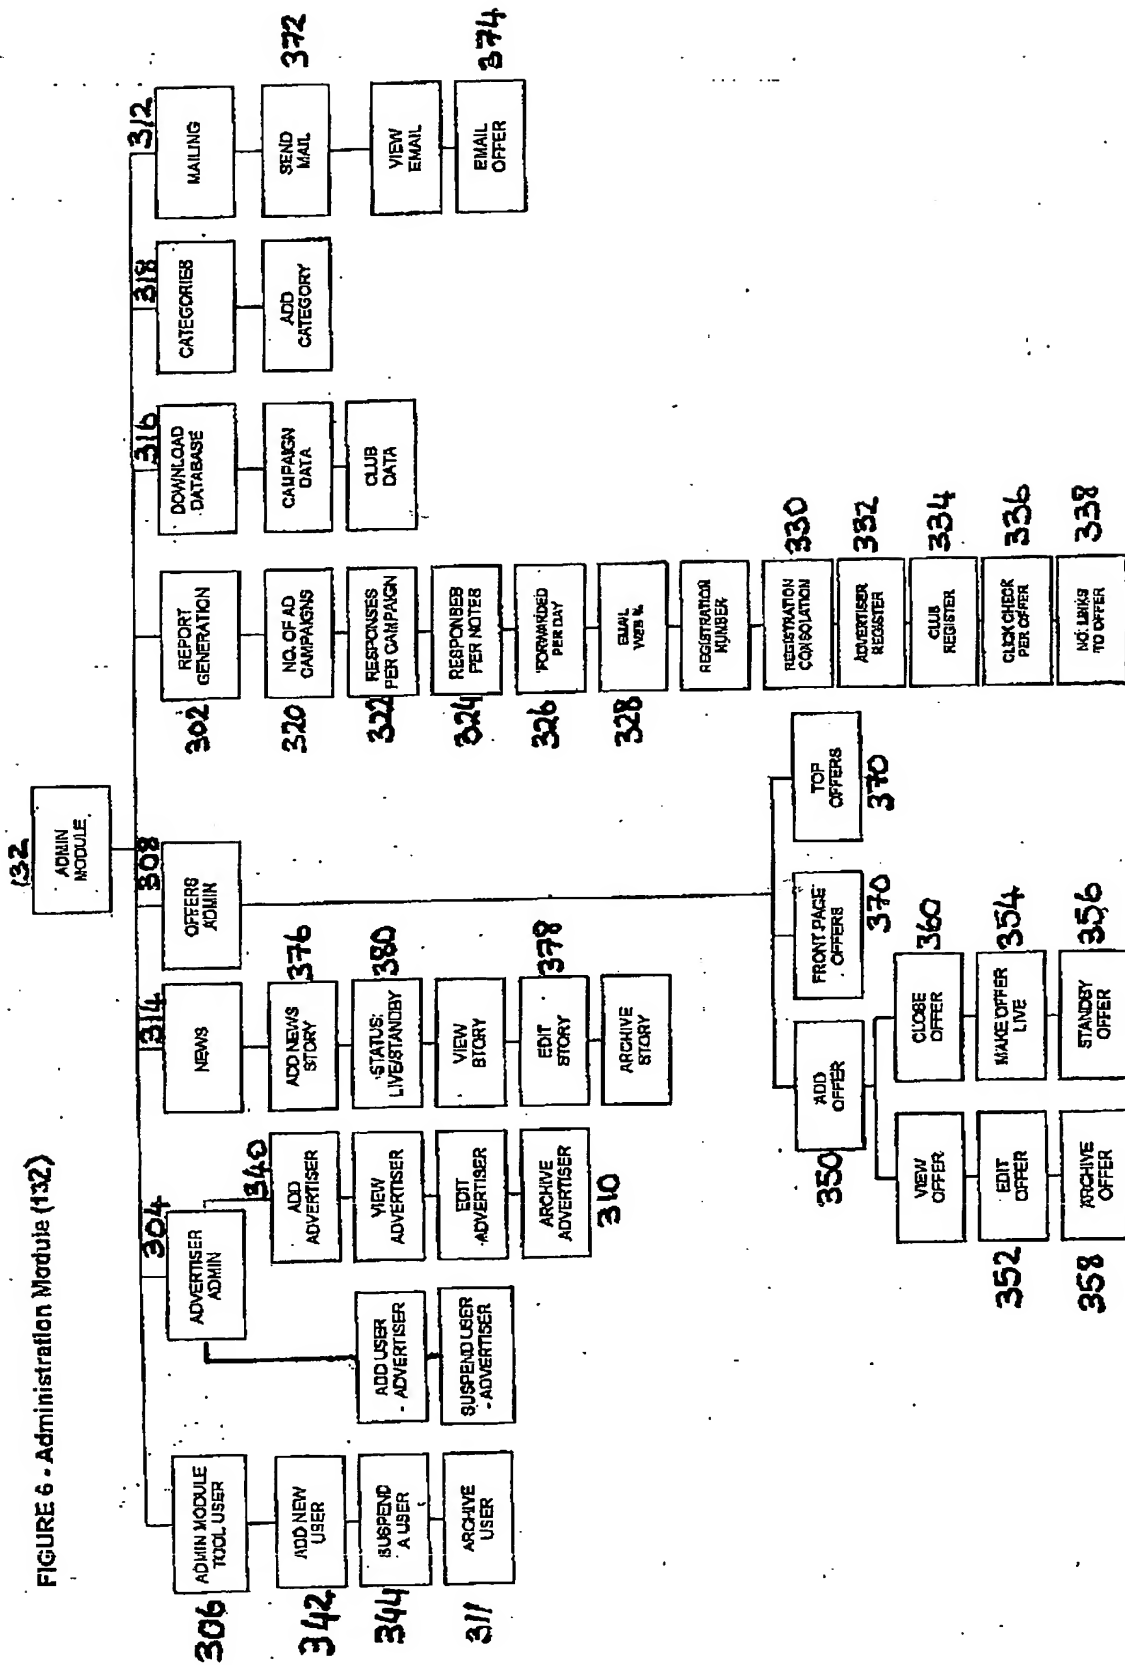 FIGURE 6 - Administration Module (132)
132
ADMIN
MODULE
306
ADMIN MODULE
TOOL USER
342
ADD NEW
USER
344
SUSPEND
A USER
311
ARCHIVE
USER
304
ADVERTISER
ADMIN
ADD USER
- ADVERTISER
SUSPEND USER
- ADVERTISER
340
ADD
ADVERTISER
VIEW
ADVERTISER
EDIT
ADVERTISER
ARCHIVE
ADVERTISER
310
314
NEWS
ADD NEWS
STORY
376
STATUS:
LIVE/STANDBY
380
VIEW
STORY
EDIT
STORY
378
ARCHIVE
STORY
308
OFFERS
ADMIN
350
ADD
OFFER
VIEW
OFFER
352
EDIT
OFFER
358
ARCHIVE
OFFER
CLOSE
OFFER
360
MAKE OFFER
LIVE
354
STANDBY
OFFER
356
FRONT PAGE
OFFERS
370
TOP
OFFERS
370
302
REPORT
GENERATION
320
NO. OF AD
CAMPAIGNS
322
RESPONSES
PER CAMPAIGN
324
RESPONSES
PER NOTES
326
FORWARDED
PER DAY
328
EMAIL
WEB %
REGISTRATION
NUMBER
REGISTRATION
CONSOLATION
330
ADVERTISER
REGISTER
332
CLUB
REGISTER
334
CLICK CHECK
PER OFFER
336
NO. LINKS
TO OFFER
338
316
DOWNLOAD
DATABASE
CAMPAIGN
DATA
CLUB
DATA
318
CATEGORIES
ADD
CATEGORY
312
MAILING
SEND
MAIL
372
VIEW
EMAIL
EMAIL
OFFER
374